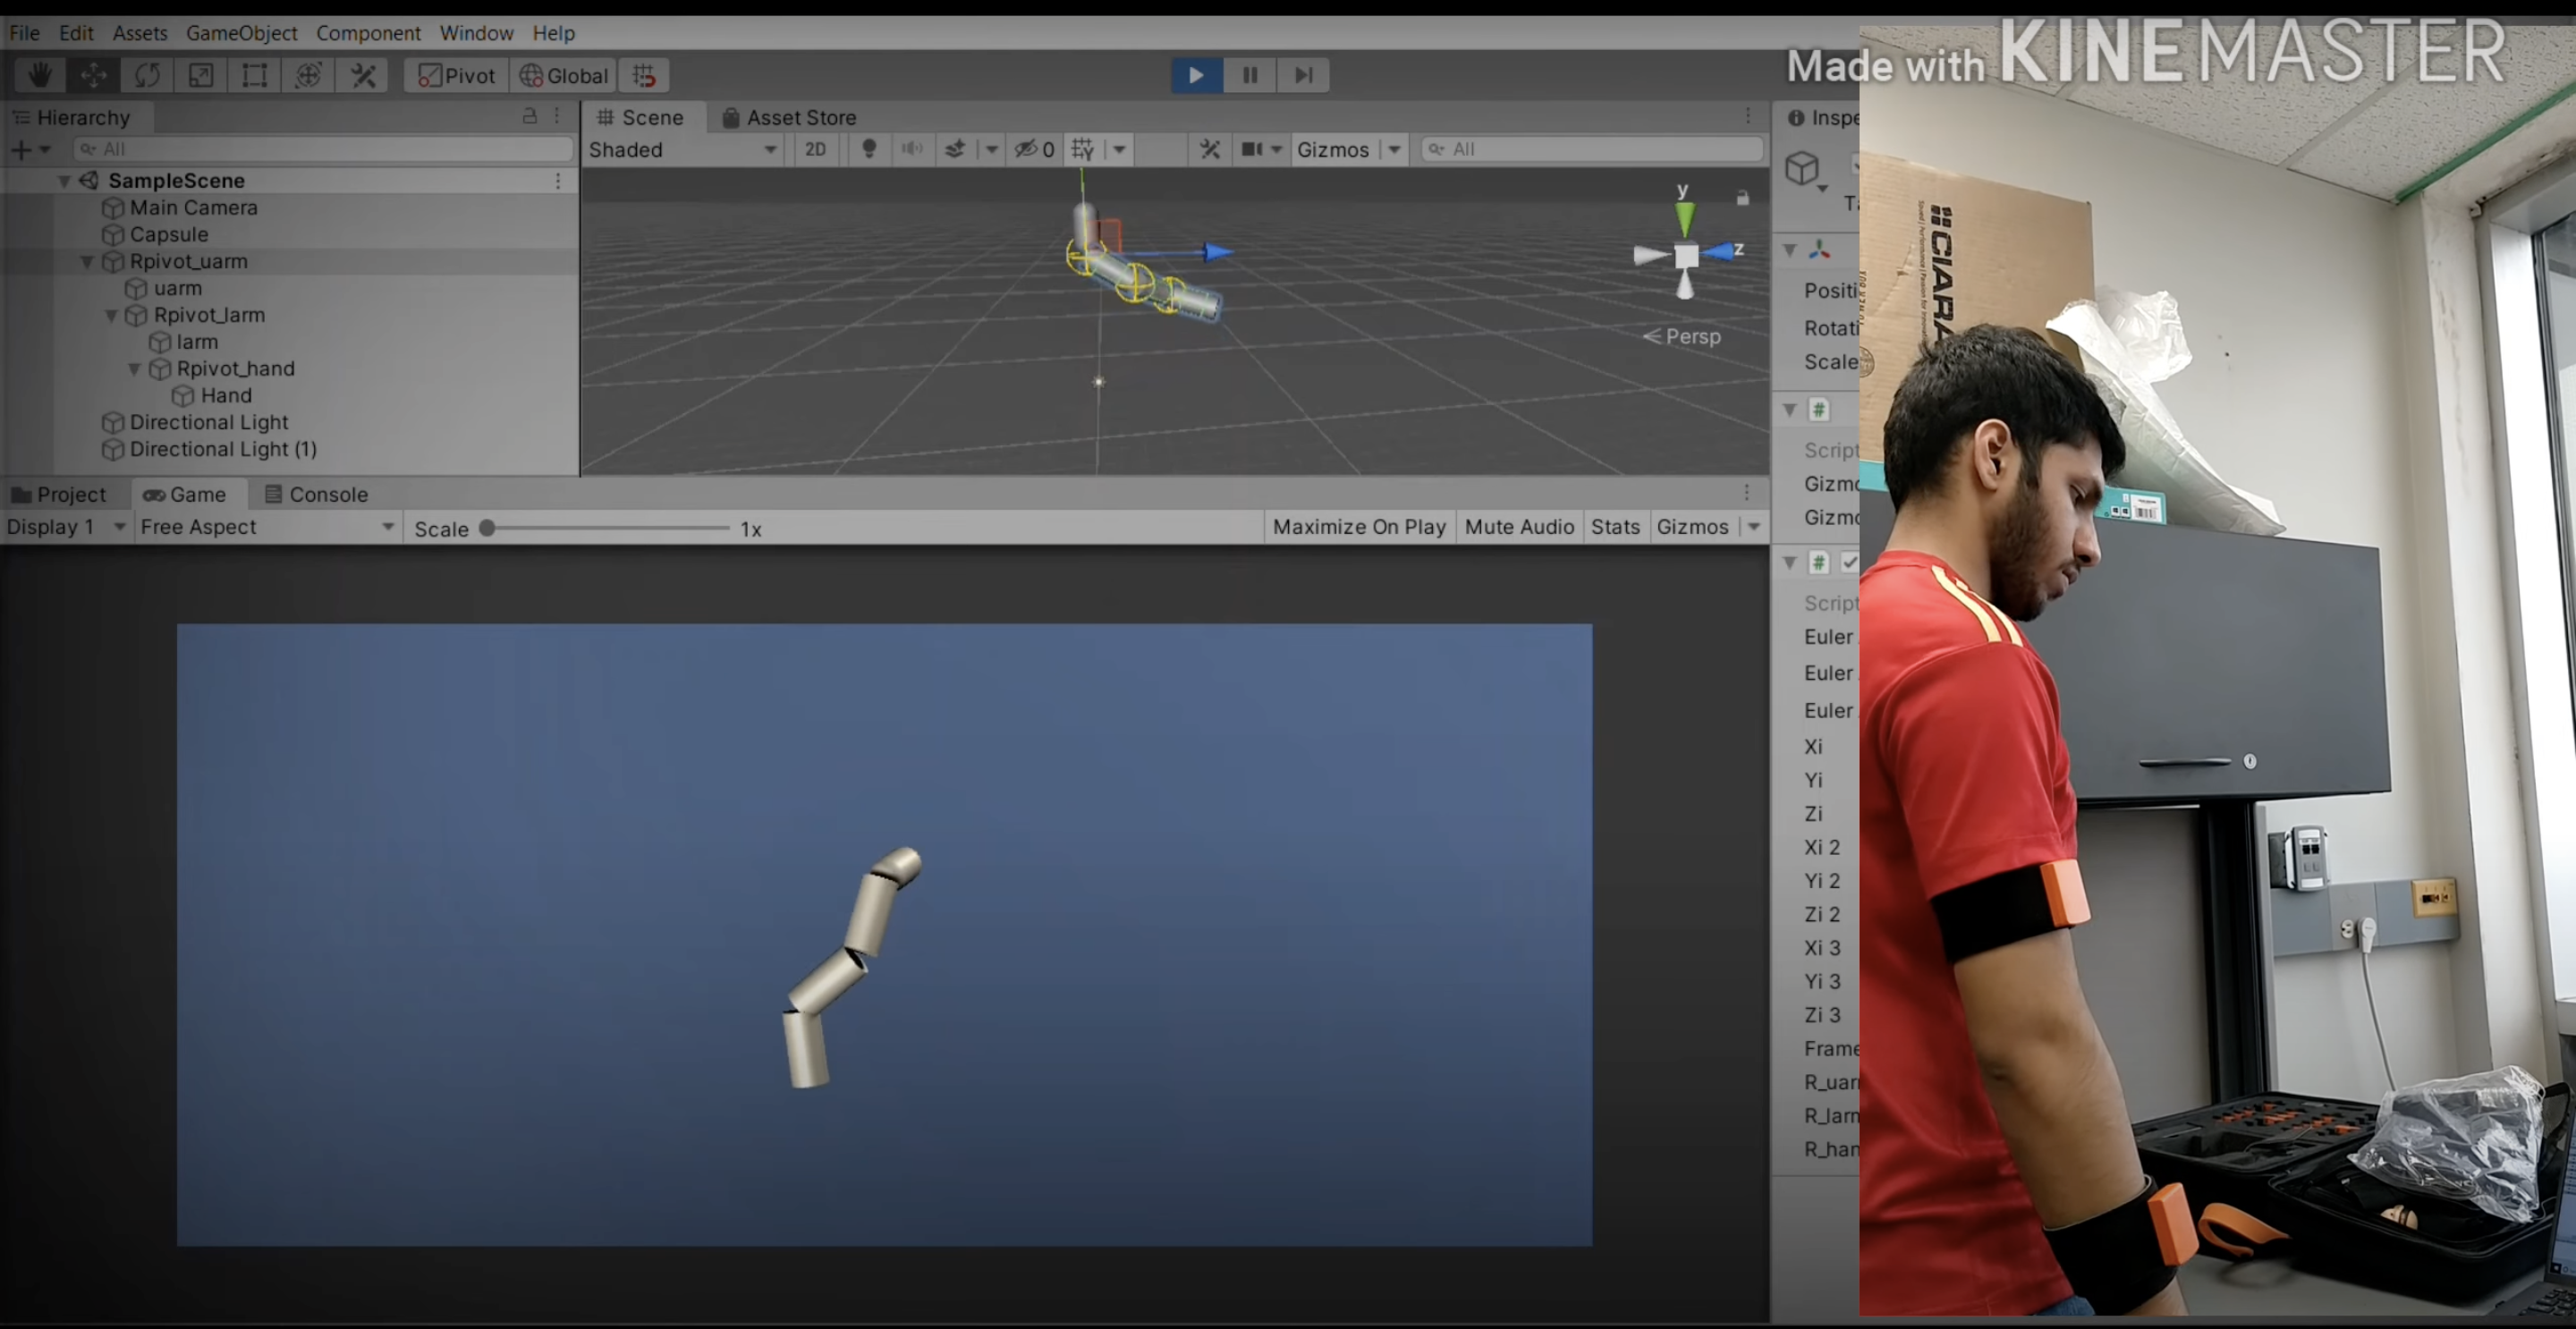 File Edit Assets GameObject Component Window Help
Made with KINEMASTER
Pivot Global
Hierarchy
All
SampleScene
Main Camera
Capsule
Rpivot_uarm
uarm
Rpivot_larm
larm
Rpivot_hand
Hand
Directional Light
Directional Light (1)
Scene Asset Store
Shaded 2D 0 Gizmos All
y
z
Persp
Project Game Console
Display 1 Free Aspect Scale 1x Maximize On Play Mute Audio Stats Gizmos
Inspe
Ta
Positi
Rotati
Scale
Script
Gizmo
Gizmo
Script
Euler
Euler
Euler
Xi
Yi
Zi
Xi 2
Yi 2
Zi 2
Xi 3
Yi 3
Zi 3
Frame
R_uar
R_larm
R_han
CIARA